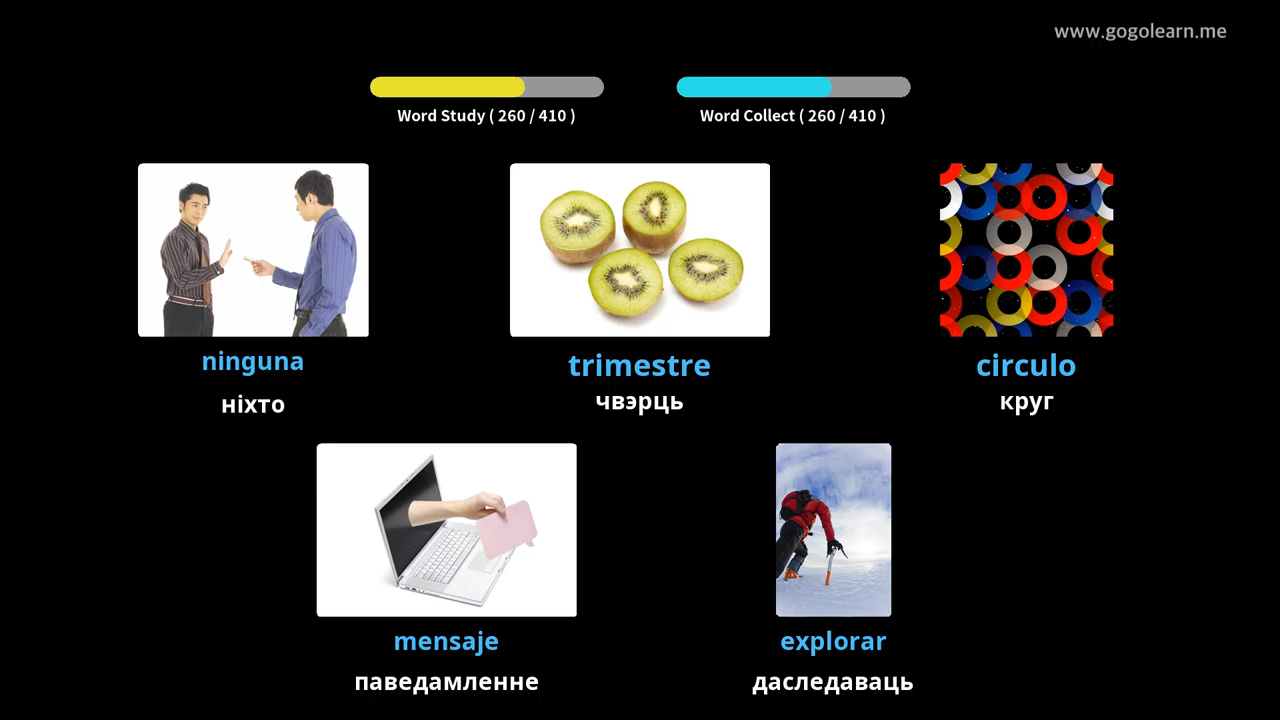 www.gogolearn.me
Word Study ( 260 / 410 )
Word Collect ( 260 / 410 )
ninguna
ніхто
trimestre
чвэрць
circulo
круг
mensaje
паведамленне
explorar
даследаваць